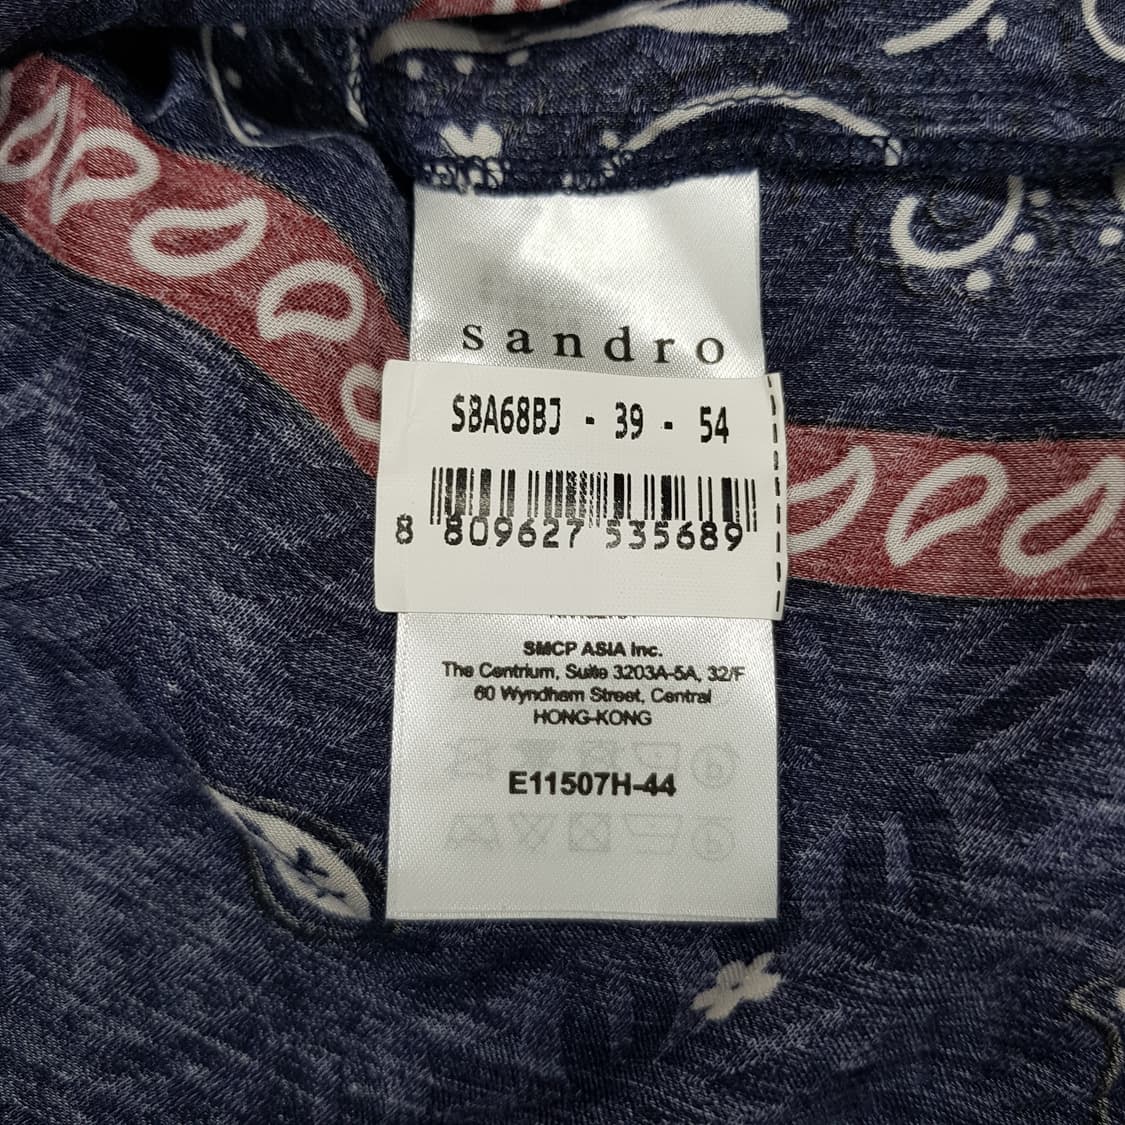 sandro
S8A68BJ - 39 - 54
8 809627 535689
SMCP ASIA Inc.
The Centrium, Suite 3203A-5A, 32/F
60 Wyndham Street, Central
HONG-KONG
E11507H-44